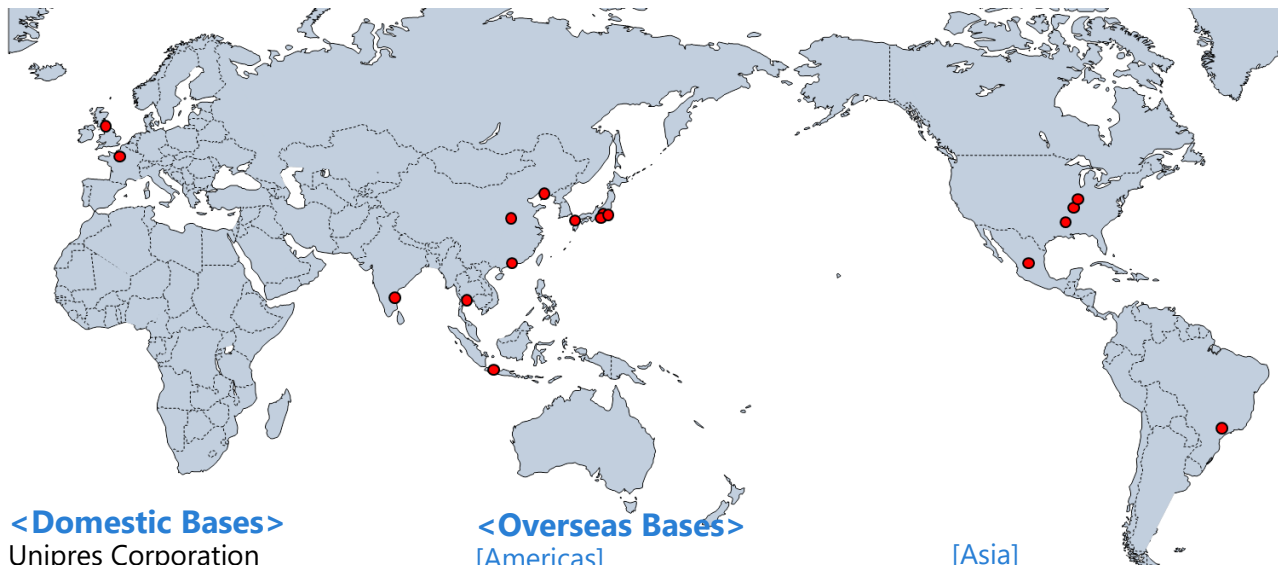 <Domestic Bases>
Unipres Corporation
<Overseas Bases>
[Americas]
[Asia]